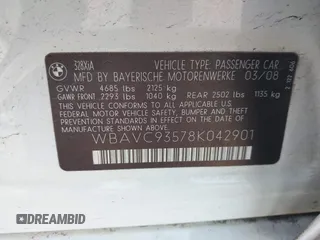 328XiA VEHICLE TYPE: PASSENGER CAR
MFD BY BAYERISCHE MOTORENWERKE 03/08
GVWR 4685 lbs 2125 kg
GAWR FRONT 2293 lbs 1040 kg GAWR REAR 2502 lbs 1135 kg
THIS VEHICLE CONFORMS TO ALL APPLICABLE
FEDERAL MOTOR VEHICLE SAFETY, BUMPER,
AND THEFT PREVENTION STANDARDS IN EFFECT ON
THE DATE OF MANUFACTURE SHOWN ABOVE.
WBAVC93578K042901
DREAMBID